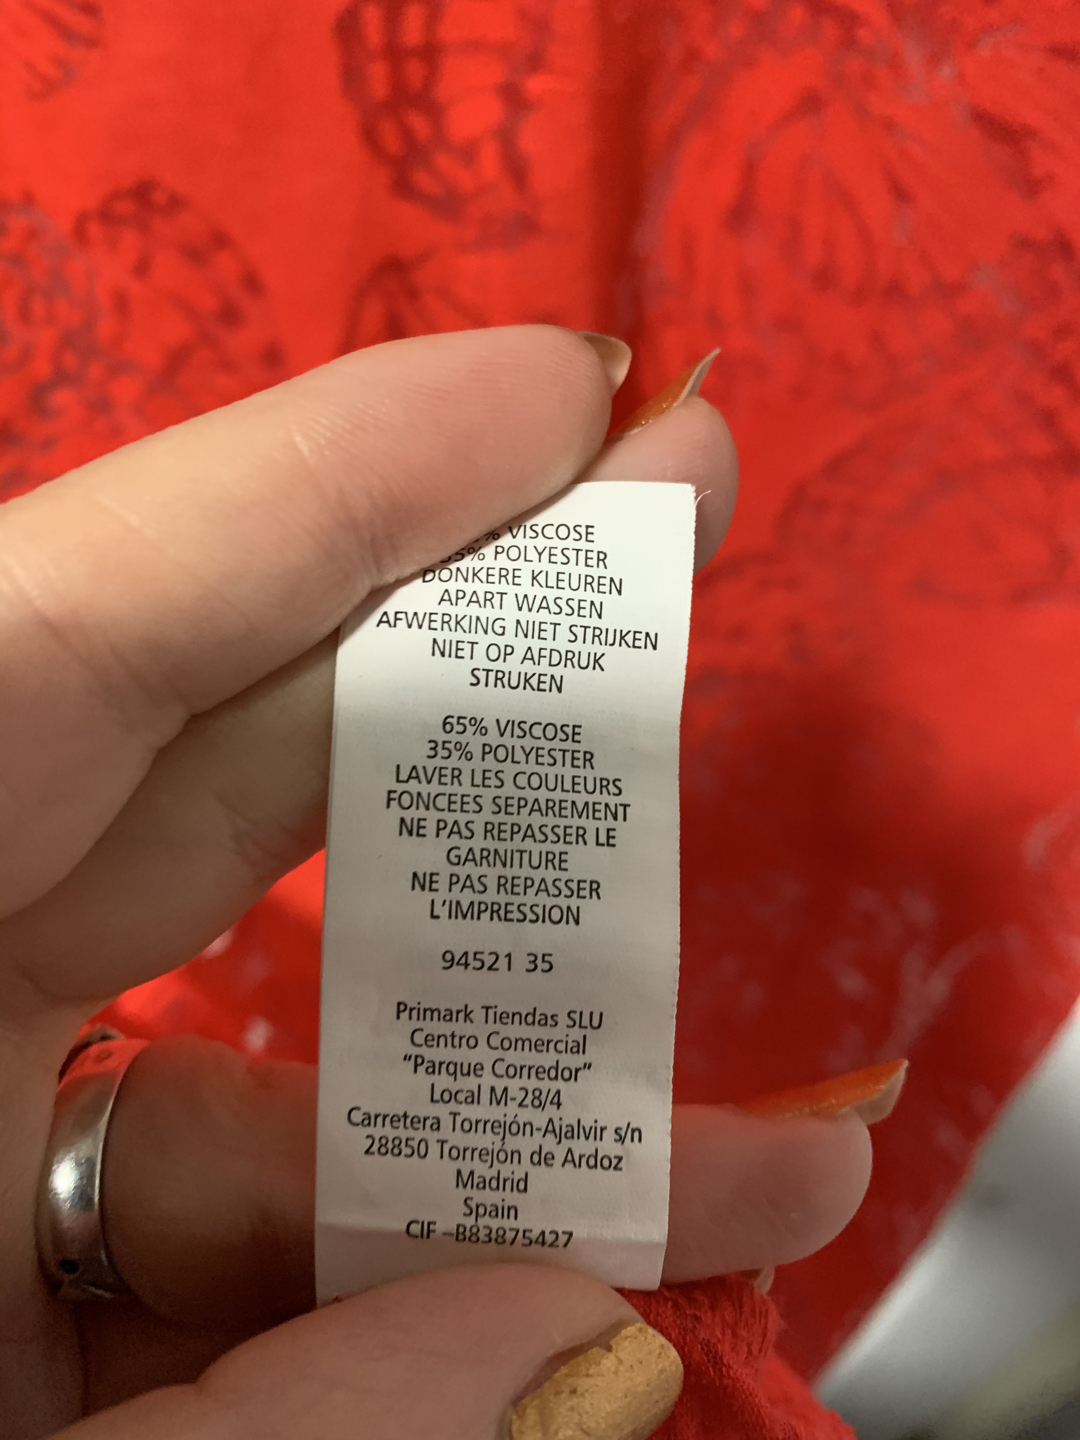 % VISCOSE
35% POLYESTER
DONKERE KLEUREN
APART WASSEN
AFWERKING NIET STRIJKEN
NIET OP AFDRUK
STRUKEN
65% VISCOSE
35% POLYESTER
LAVER LES COULEURS
FONCEES SEPAREMENT
NE PAS REPASSER LE
GARNITURE
NE PAS REPASSER
L'IMPRESSION
94521 35
Primark Tiendas SLU
Centro Comercial
"Parque Corredor"
Local M-28/4
Carretera Torrejón-Ajalvir s/n
28850 Torrejón de Ardoz
Madrid
Spain
CIF –B83875427